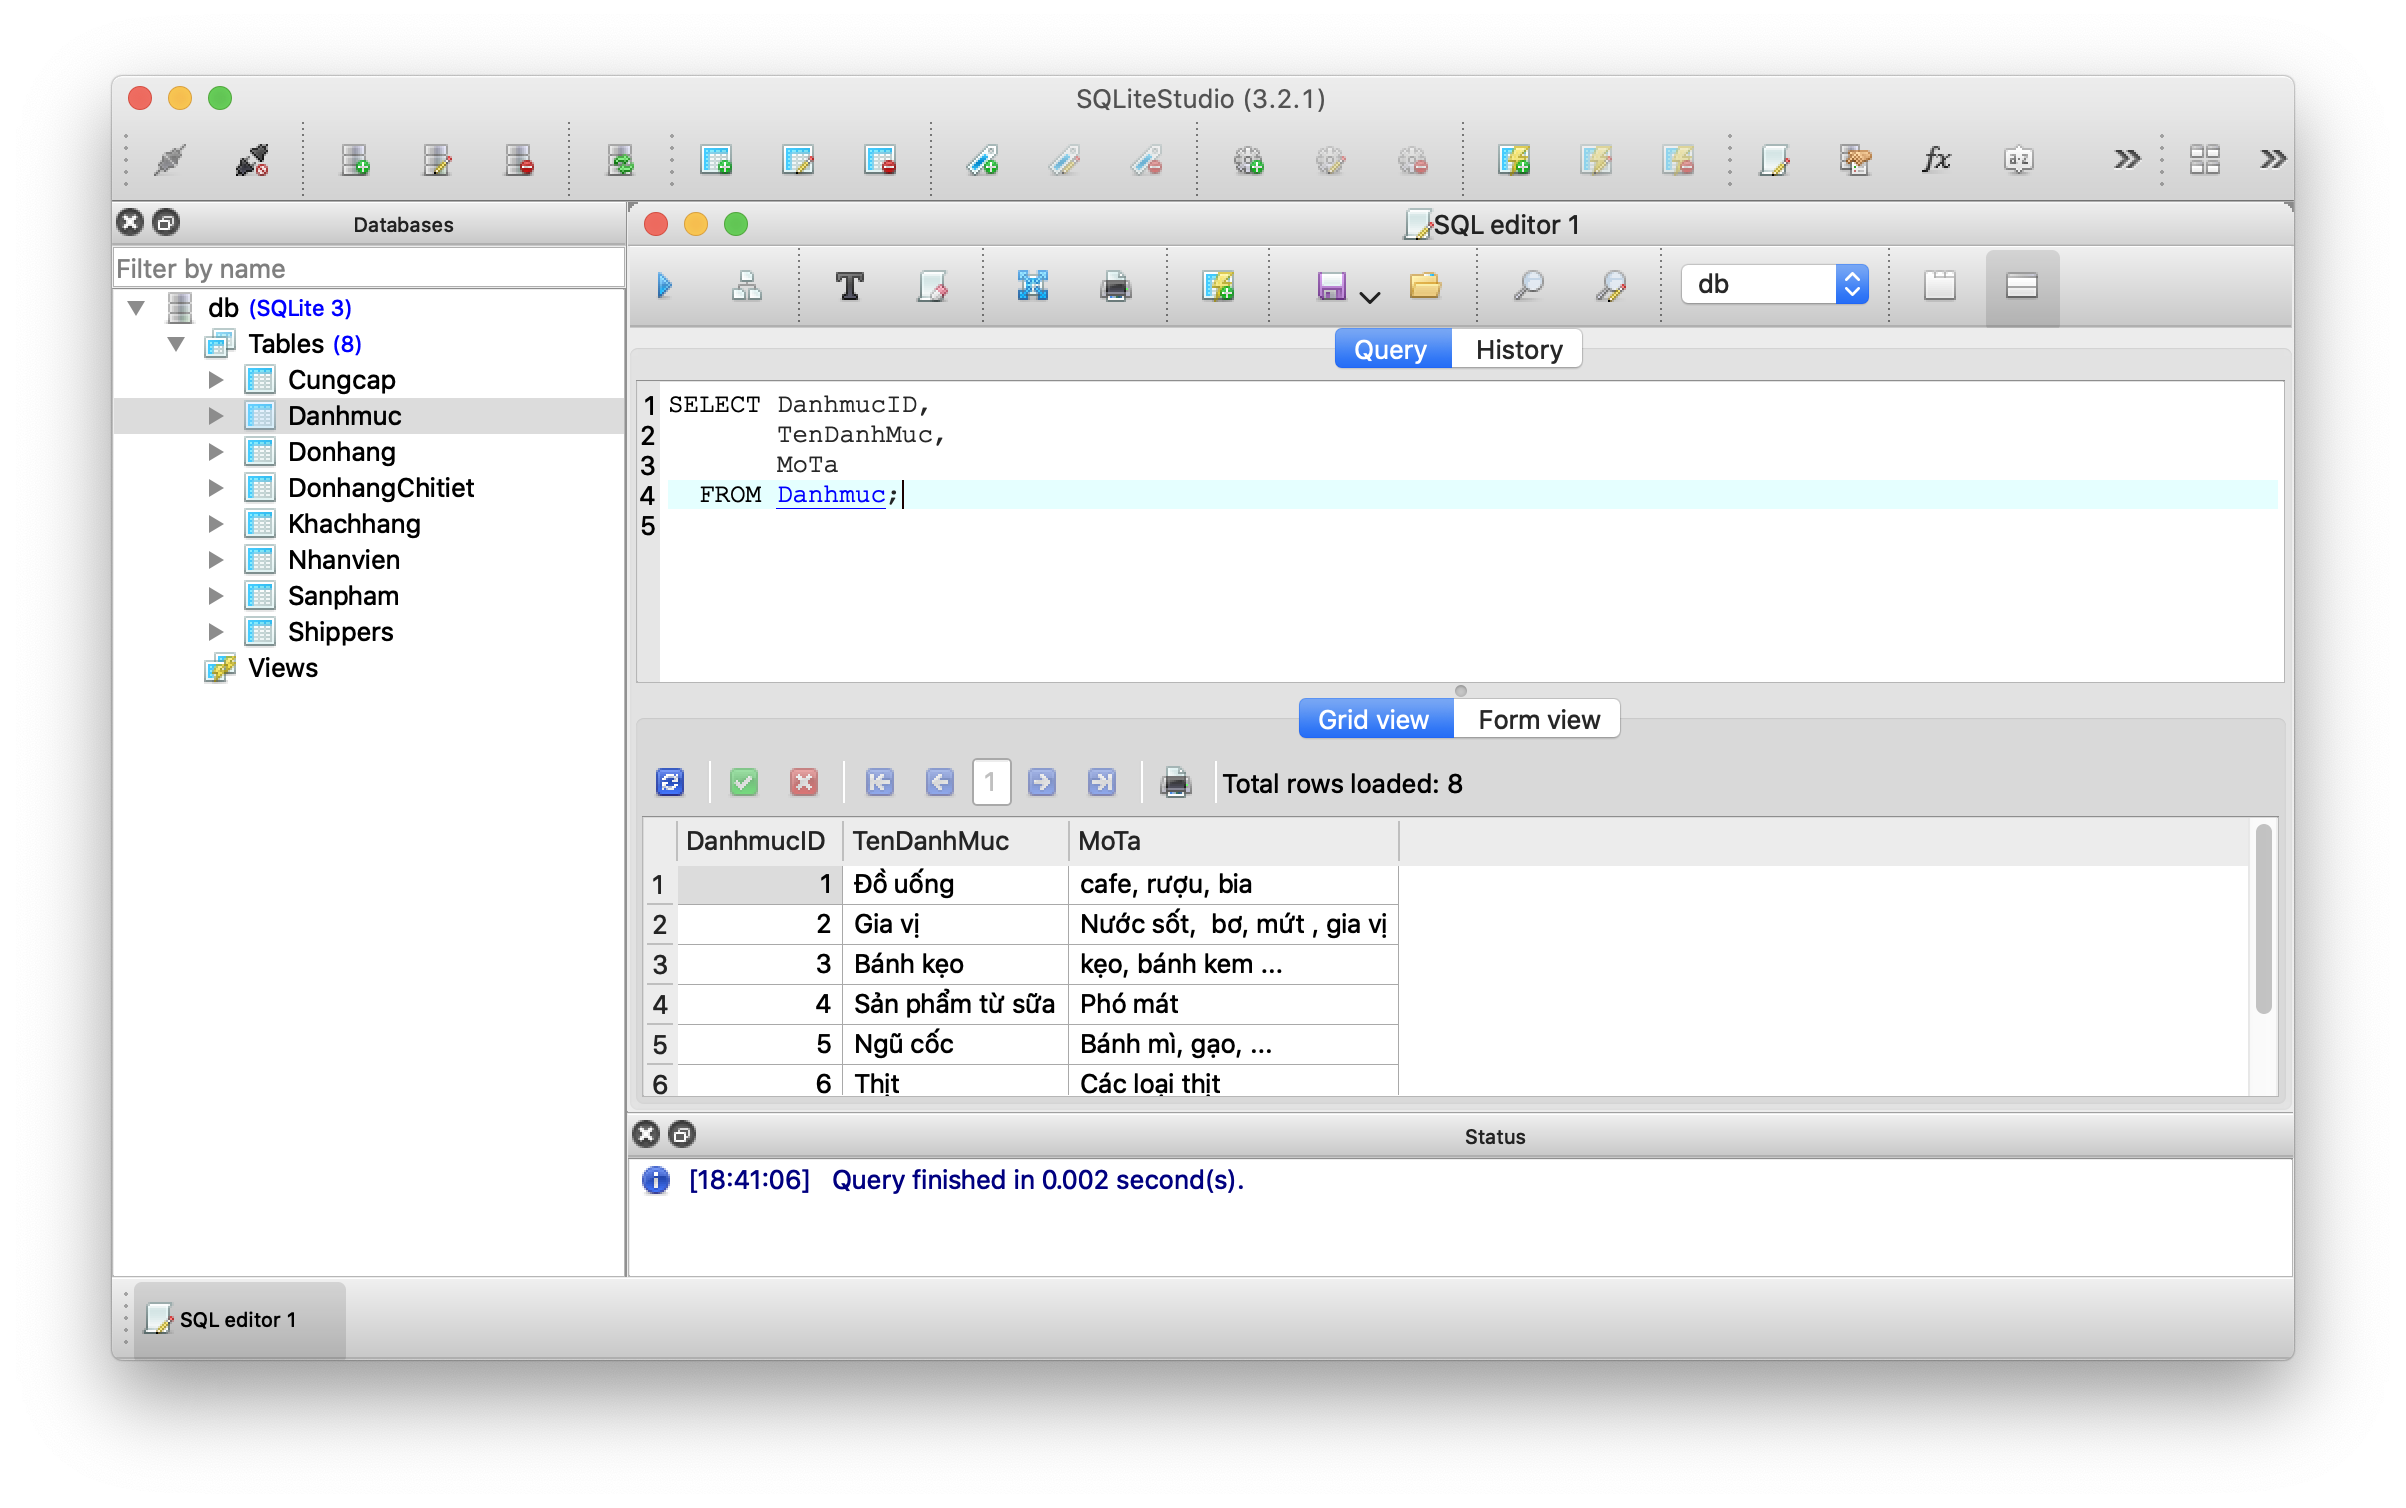 SQLiteStudio (3.2.1)
fx
a-z
Databases
Filter by name
db (SQLite 3)
Tables (8)
Cungcap
Danhmuc
Donhang
DonhangChitiet
Khachhang
Nhanvien
Sanpham
Shippers
Views
SQL editor 1
T
db
Query History
1 SELECT DanhmucID,
2 TenDanhMuc,
3 MoTa
4 FROM Danhmuc;
5
Grid view Form view
1 Total rows loaded: 8
DanhmucID TenDanhMuc MoTa
1 1 Đồ uống cafe, rượu, bia
2 2 Gia vị Nước sốt,  bơ, mứt , gia vị
3 3 Bánh kẹo kẹo, bánh kem ...
4 4 Sản phẩm từ sữa Phó mát
5 5 Ngũ cốc Bánh mì, gạo, ...
6 6 Thịt Các loại thịt
Status
[18:41:06] Query finished in 0.002 second(s).
SQL editor 1